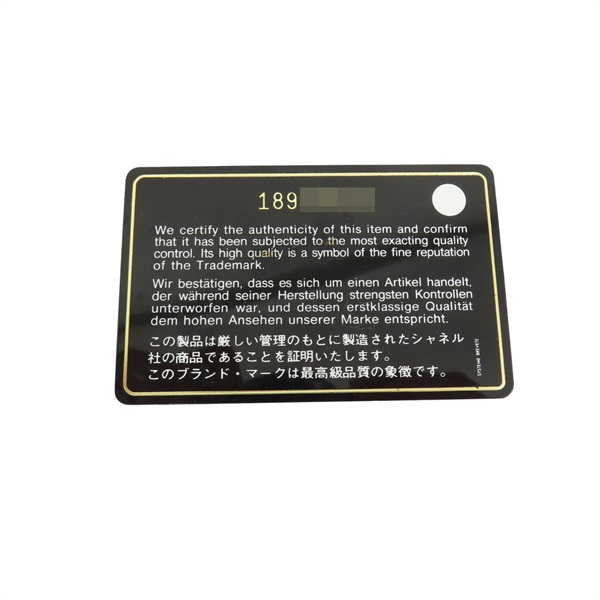 189
We certify the authenticity of this item and confirm
that it has been subjected to the most exacting quality
control. Its high quality is a symbol of the fine reputation
of the Trademark.
Wir bestätigen, dass es sich um einen Artikel handelt,
der während seiner Herstellung strengsten Kontrollen
unterworfen war, und dessen erstklassige Qualität
dem hohen Ansehen unserer Marke entspricht.
この製品は厳しい管理のもとに製造されたシャネル
社の商品であることを証明いたします。
このブランド・マークは最高級品質の象徴です。